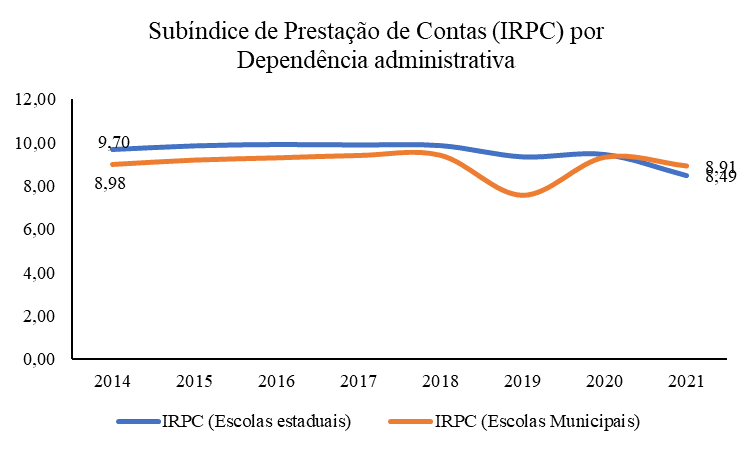 Subíndice de Prestação de Contas (IRPC) por
Dependência administrativa
12,00
10,00
8,00
6,00
4,00
2,00
0,00
9,70
8,98
8,91
8,49
2014 2015 2016 2017 2018 2019 2020 2021
IRPC (Escolas estaduais) IRPC (Escolas Municipais)